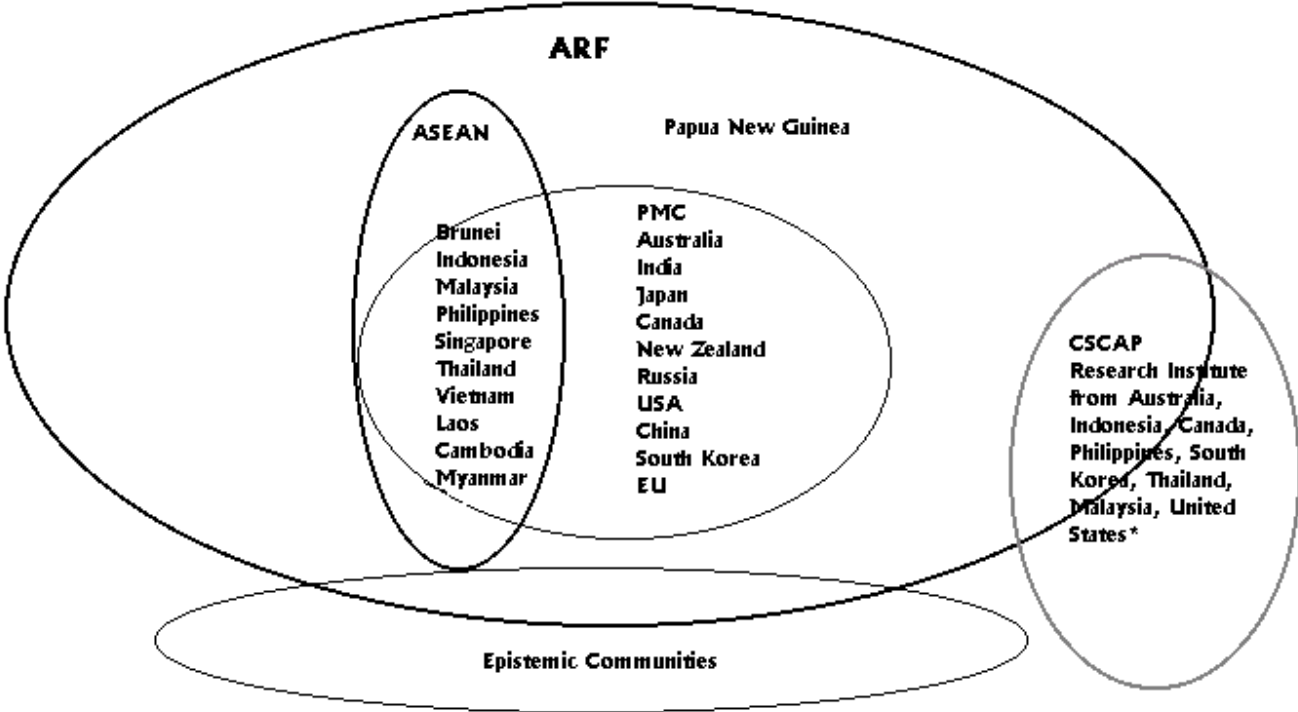 ARF
ASEAN
Papua New Guinea
Brunei
Indonesia
Malaysia
Philippines
Singapore
Thailand
Vietnam
Laos
Cambodia
Myanmar
PMC
Australia
India
Japan
Canada
New Zealand
Russia
USA
China
South Korea
EU
CSCAP
Research Institute
from Australia,
Indonesia, Canada,
Philippines, South
Korea, Thailand,
Malaysia, United
States*
Epistemic Communities